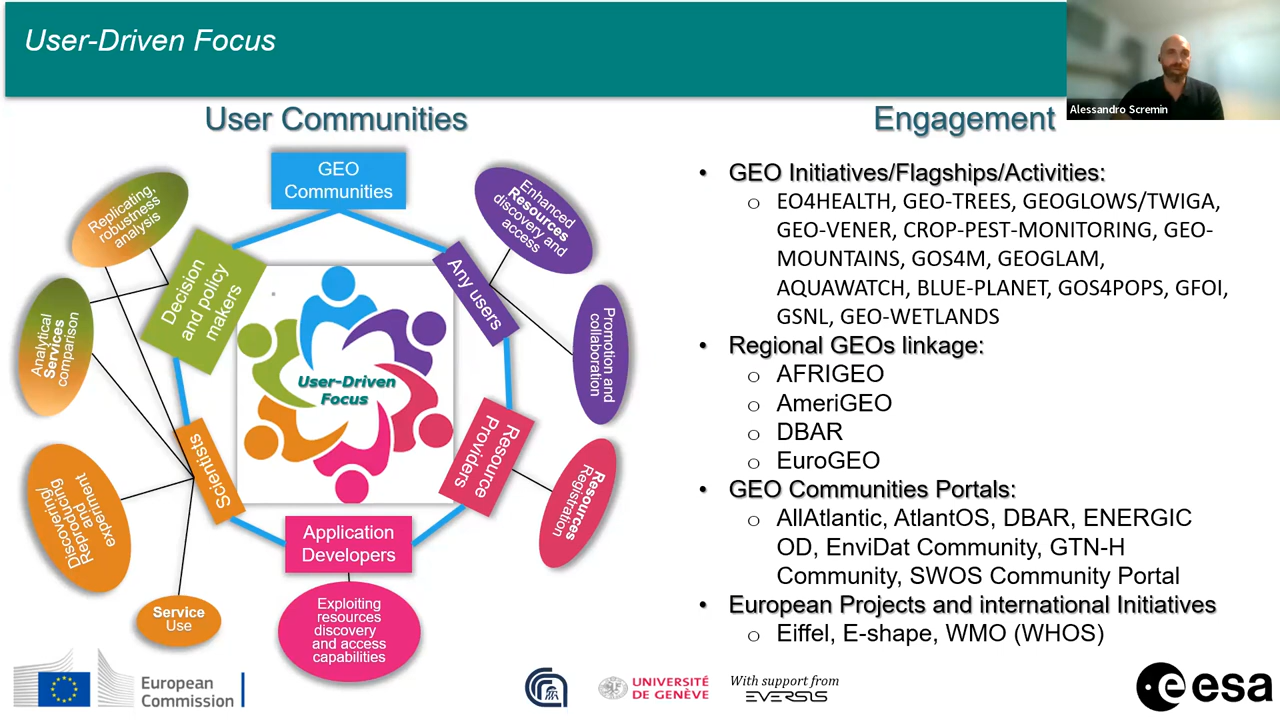 User-Driven Focus
Alessandro Scremin
User Communities
GEO
Communities
Replicating,
robustness
analysis
Enhanced
Resources
discovery and
access
Decision
and policy
makers
Any users
Analytical
Services
comparison
Promotion and
collaboration
User-Driven
Focus
Scientists
Resource
Providers
Discovering/
Reproducing
and
experiment
Resources
Registration
Application
Developers
Service
Use
Exploiting
resources
discovery
and access
capabilities
Engagement
• GEO Initiatives/Flagships/Activities:
o EO4HEALTH, GEO-TREES, GEOGLOWS/TWIGA,
GEO-VENER, CROP-PEST-MONITORING, GEO-
MOUNTAINS, GOS4M, GEOGLAM,
AQUAWATCH, BLUE-PLANET, GOS4POPS, GFOI,
GSNL, GEO-WETLANDS
• Regional GEOs linkage:
o AFRIGEO
o AmeriGEO
o DBAR
o EuroGEO
• GEO Communities Portals:
o AllAtlantic, AtlantOS, DBAR, ENERGIC
OD, EnviDat Community, GTN-H
Community, SWOS Community Portal
• European Projects and international Initiatives
o Eiffel, E-shape, WMO (WHOS)
European
Commission
UNIVERSITÉ
DE GENÈVE
With support from
EVERSIS
esa